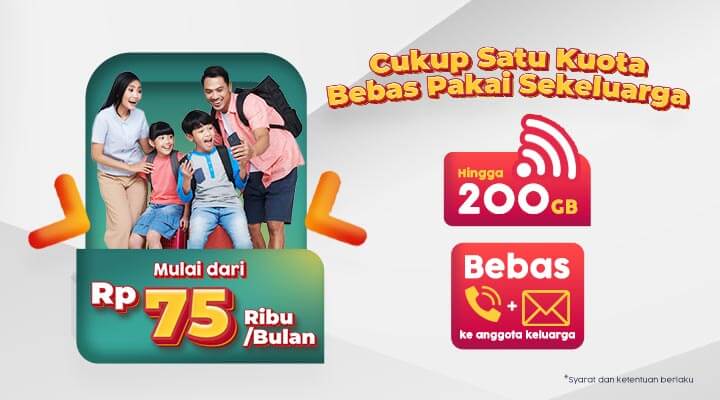 Cukup Satu Kuota
Bebas Pakai Sekeluarga
Hingga
200GB
Mulai dari
Rp 75 Ribu
/Bulan
Bebas
+
ke anggota keluarga
*Syarat dan ketentuan berlaku